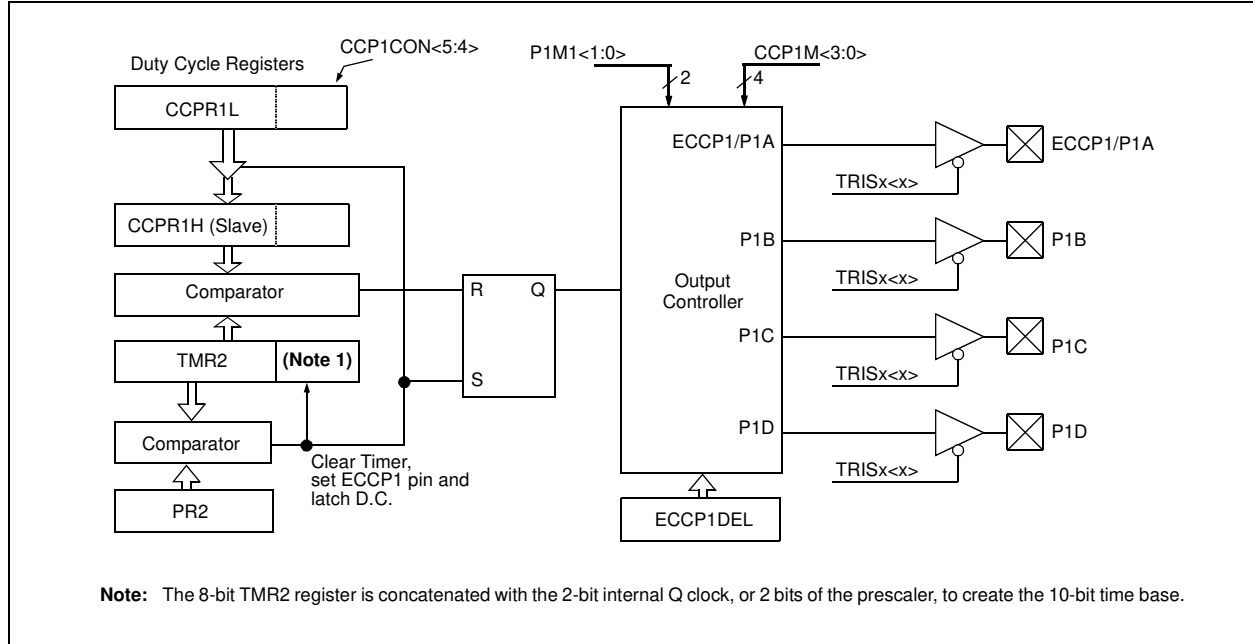 CCP1CON<5:4>
Duty Cycle Registers
CCPR1L
CCPR1H (Slave)
Comparator
TMR2
(Note 1)
Comparator
PR2
Clear Timer,
set ECCP1 pin and
latch D.C.
R
Q
S
P1M1<1:0>
2
CCP1M<3:0>
4
ECCP1/P1A
P1B
Output
Controller
P1C
P1D
ECCP1DEL
TRISx<x>
ECCP1/P1A
TRISx<x>
P1B
TRISx<x>
P1C
TRISx<x>
P1D
Note: The 8-bit TMR2 register is concatenated with the 2-bit internal Q clock, or 2 bits of the prescaler, to create the 10-bit time base.